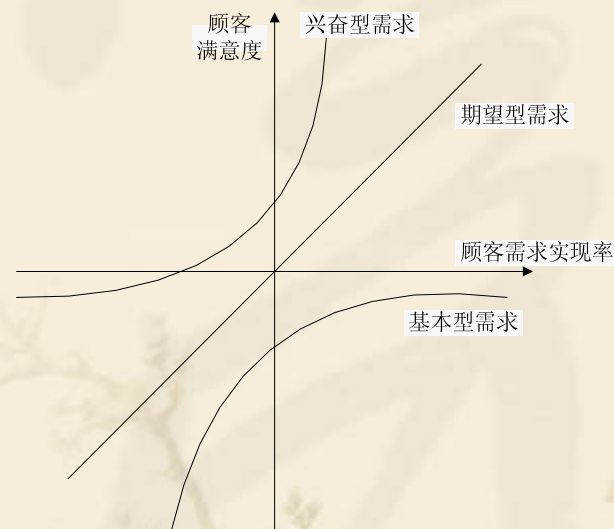 顾客
满意度
兴奋型需求
期望型需求
顾客需求实现率
基本型需求